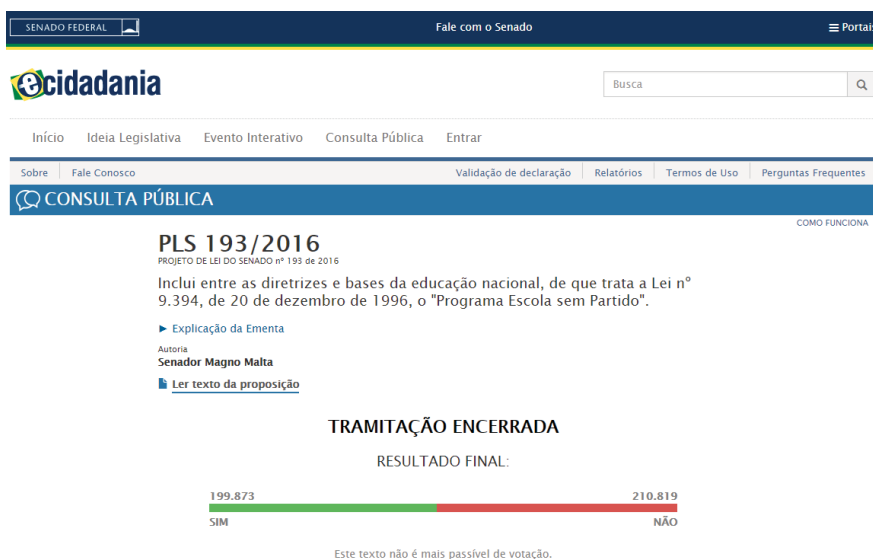 SENADO FEDERAL
Fale com o Senado
Portais
ecidadania
Busca
Início Ideia Legislativa Evento Interativo Consulta Pública Entrar
Sobre Fale Conosco Validação de declaração Relatórios Termos de Uso Perguntas Frequentes
CONSULTA PÚBLICA
COMO FUNCIONA
PLS 193/2016
PROJETO DE LEI DO SENADO nº 193 de 2016
Inclui entre as diretrizes e bases da educação nacional, de que trata a Lei nº
9.394, de 20 de dezembro de 1996, o "Programa Escola sem Partido".
Explicação da Ementa
Autoria
Senador Magno Malta
Ler texto da proposição
TRAMITAÇÃO ENCERRADA
RESULTADO FINAL:
199.873 210.819
SIM NÃO
Este texto não é mais passível de votação.